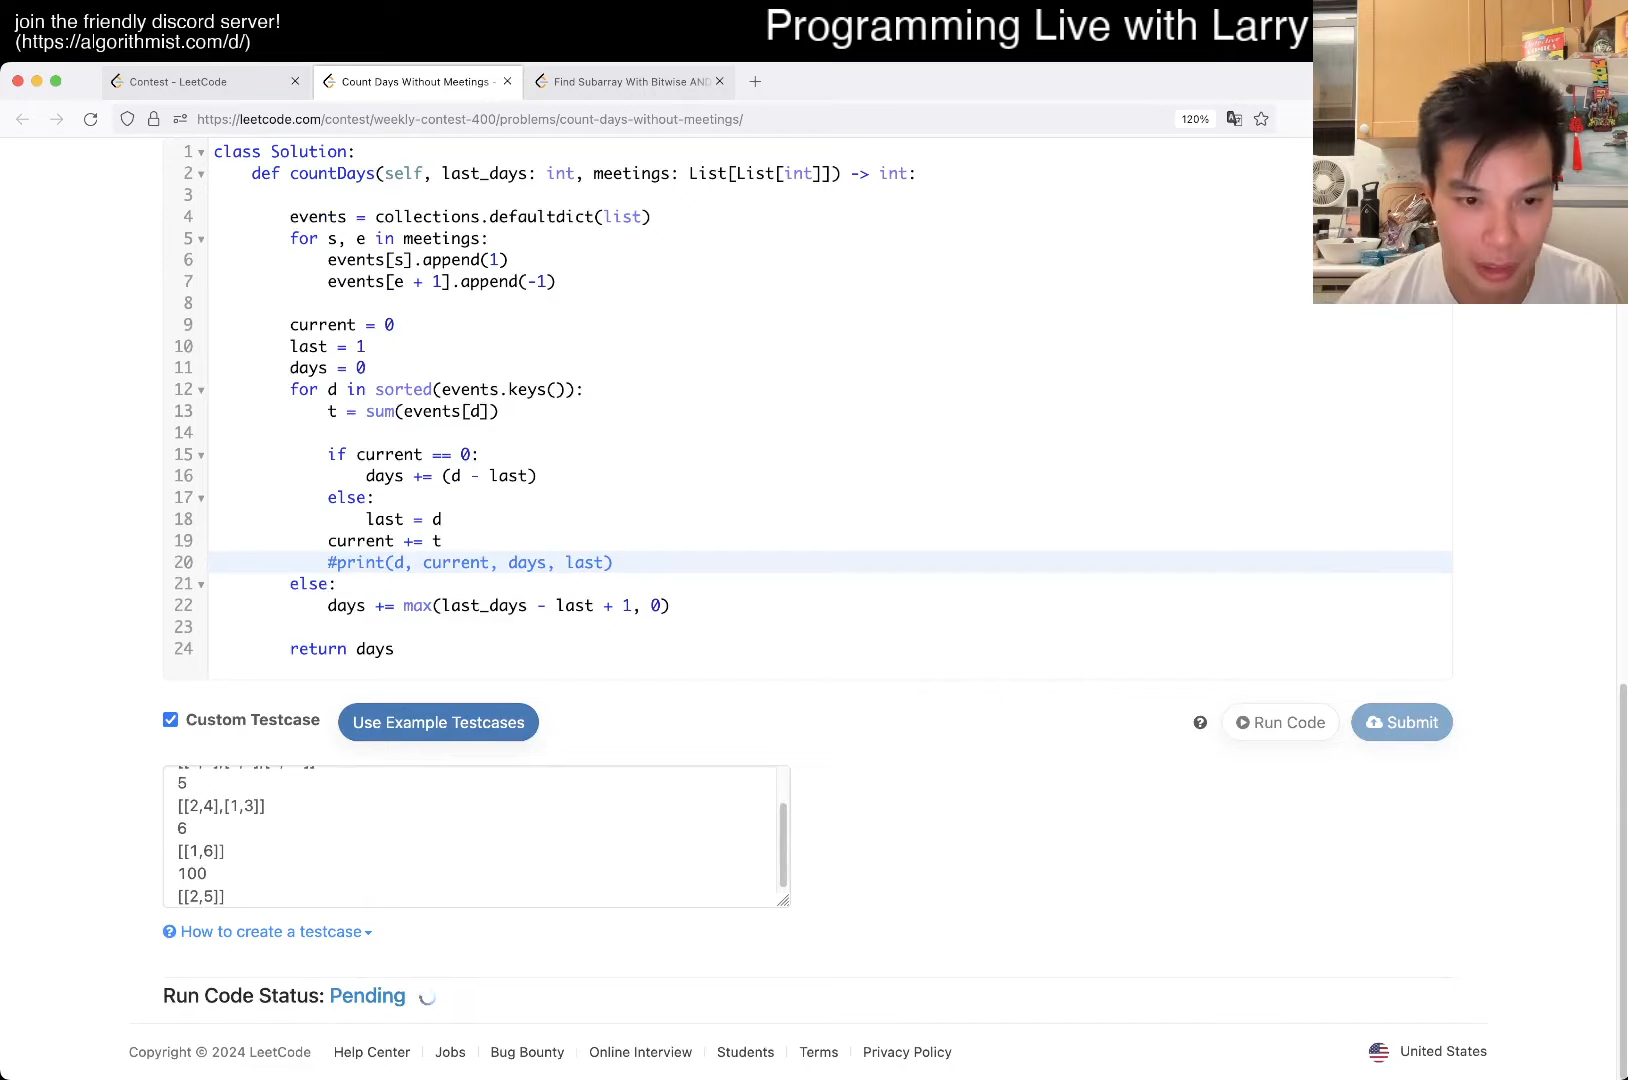 join the friendly discord server!
(https://algorithmist.com/d/)
Programming Live with Larry
Contest - LeetCode
Count Days Without Meetings -
Find Subarray With Bitwise AND
https://leetcode.com/contest/weekly-contest-400/problems/count-days-without-meetings/
120%
1 class Solution:
2 def countDays(self, last_days: int, meetings: List[List[int]]) -> int:
3
4 events = collections.defaultdict(list)
5 for s, e in meetings:
6 events[s].append(1)
7 events[e + 1].append(-1)
8
9 current = 0
10 last = 1
11 days = 0
12 for d in sorted(events.keys()):
13 t = sum(events[d])
14
15 if current == 0:
16 days += (d - last)
17 else:
18 last = d
19 current += t
20 #print(d, current, days, last)
21 else:
22 days += max(last_days - last + 1, 0)
23
24 return days
Custom Testcase
Use Example Testcases
Run Code
Submit
5
[[2,4],[1,3]]
6
[[1,6]]
100
[[2,5]]
How to create a testcase
Run Code Status: Pending
Copyright © 2024 LeetCode
Help Center
Jobs
Bug Bounty
Online Interview
Students
Terms
Privacy Policy
United States